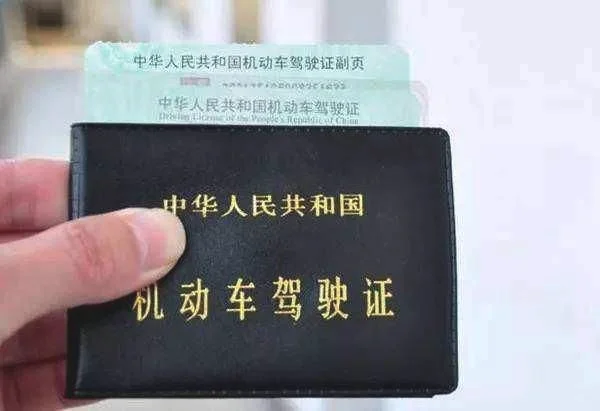 中华人民共和国机动车驾驶证副页
中华人民共和国机动车驾驶证
Driving License of the People's Republic of China
中华人民共和国
机动车驾驶证